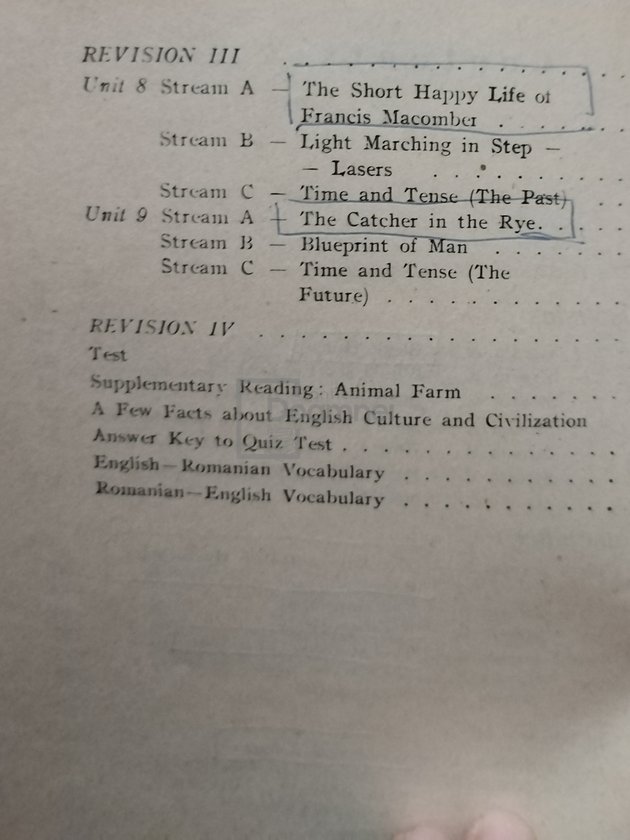 REVISION III . . . . . . . . . . . .
Unit 8 Stream A — The Short Happy Life of
Francis Macomber . . . . .
Stream B — Light Marching in Step —
— Lasers . . . . . . . .
Stream C — Time and Tense (The Past)
Unit 9 Stream A — The Catcher in the Rye. . . . .
Stream B — Blueprint of Man . . . . . .
Stream C — Time and Tense (The
Future) . . . . . . . . . . .
REVISION IV . . . . . . . . . . . . . . .
Test
Supplementary Reading: Animal Farm . . . . . .
A Few Facts about English Culture and Civilization
Answer Key to Quiz Test . . . . . . . . . . . .
English—Romanian Vocabulary . . . . . . . . . .
Romanian—English Vocabulary . . . . . . . . . .